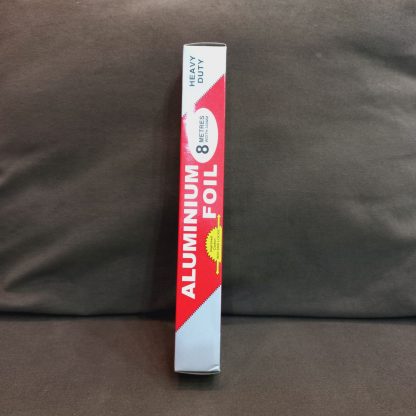 HEAVY
DUTY
8 METRES
ALUMINIUM
FOIL